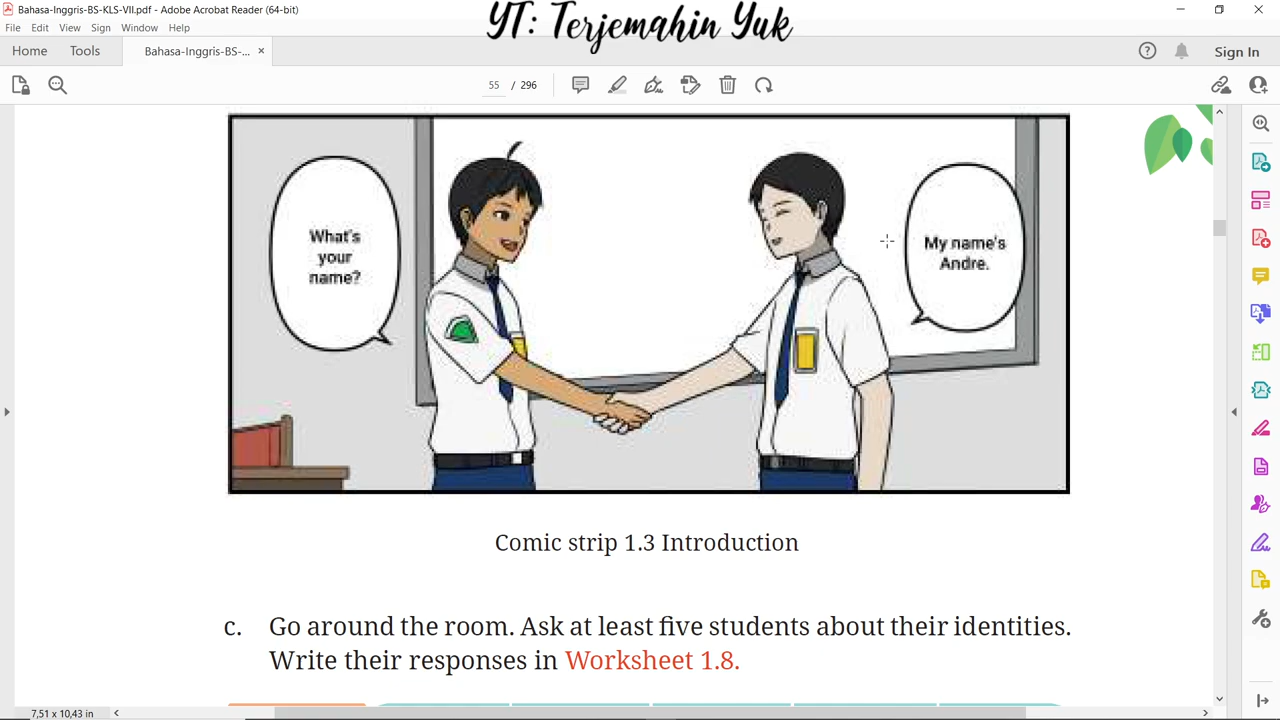 Bahasa-Inggris-BS-KLS-VII.pdf - Adobe Acrobat Reader (64-bit)
YT: Terjemahin Yuk
File Edit View Sign Window Help
Home Tools Bahasa-Inggris-BS-... × Sign In
55 / 296
What's
your
name?
My name's
Andre.
Comic strip 1.3 Introduction
c. Go around the room. Ask at least five students about their identities.
Write their responses in Worksheet 1.8.
7,51 x 10,43 in